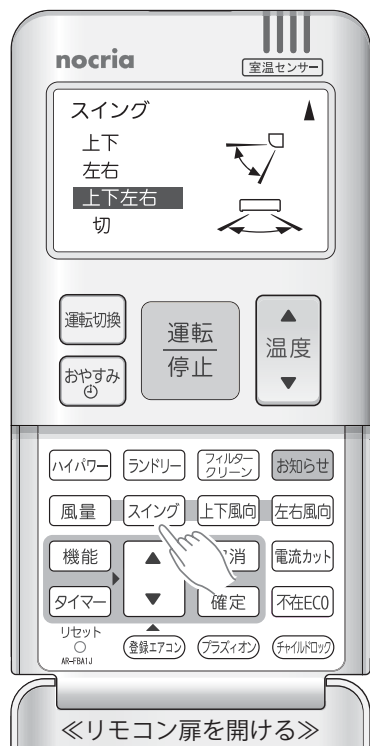 nocria
室温センサー
スイング
上下
左右
上下左右
切
運転切換
運転
停止
温度
おやすみ
ハイパワー
ランドリー
フィルター
クリーン
お知らせ
風量
スイング
上下風向
左右風向
機能
消
電流カット
タイマー
確定
不在ECO
リセット
AR-FBA1J
登録エアコン
プラズィオン
チャイルドロック
≪リモコン扉を開ける≫